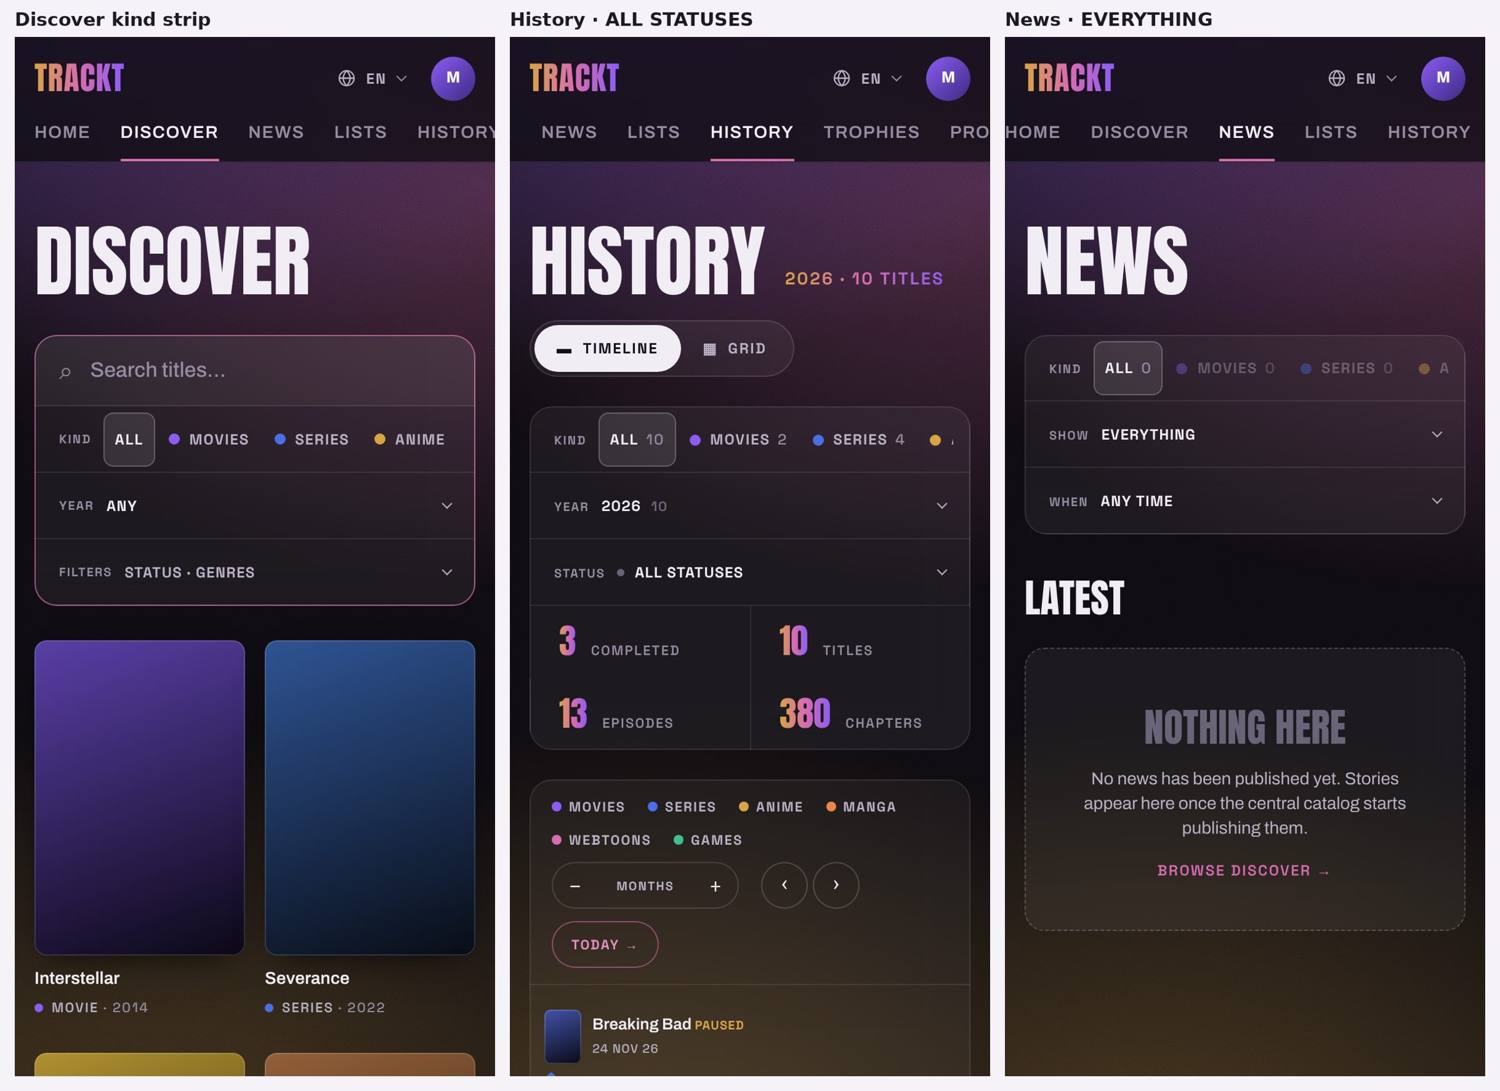 Discover kind strip
TRACKT
EN
M
HOME DISCOVER NEWS LISTS HISTORY
DISCOVER
Search titles...
KIND ALL MOVIES SERIES ANIME
YEAR ANY
FILTERS STATUS · GENRES
Interstellar
MOVIE · 2014
Severance
SERIES · 2022
History · ALL STATUSES
TRACKT
EN
M
NEWS LISTS HISTORY TROPHIES PRO
HISTORY 2026 · 10 TITLES
TIMELINE GRID
KIND ALL 10 MOVIES 2 SERIES 4
YEAR 2026 10
STATUS ALL STATUSES
3 COMPLETED 10 TITLES
13 EPISODES 380 CHAPTERS
MOVIES SERIES ANIME MANGA
WEBTOONS GAMES
− MONTHS + ‹ ›
TODAY →
Breaking Bad PAUSED
24 NOV 26
News · EVERYTHING
TRACKT
EN
M
HOME DISCOVER NEWS LISTS HISTORY
NEWS
KIND ALL 0 MOVIES 0 SERIES 0 A
SHOW EVERYTHING
WHEN ANY TIME
LATEST
NOTHING HERE
No news has been published yet. Stories
appear here once the central catalog starts
publishing them.
BROWSE DISCOVER →